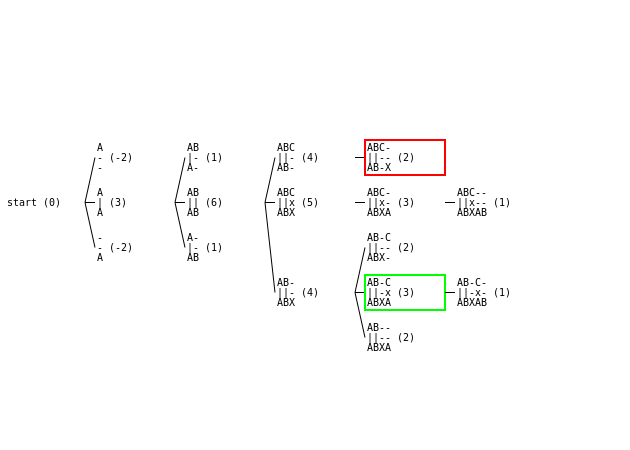 A
- (-2)
-
start (0)
A
| (3)
A
-
- (-2)
A
AB
|- (1)
A-
AB
|| (6)
AB
A-
|- (1)
AB
ABC
||- (4)
AB-
ABC
||x (5)
ABX
AB-
||- (4)
ABX
ABC-
||-- (2)
AB-X
ABC-
||x- (3)
ABXA
AB-C
||-- (2)
ABX-
AB-C
||-x (3)
ABXA
AB--
||-- (2)
ABXA
ABC--
||x-- (1)
ABXAB
AB-C-
||-x- (1)
ABXAB